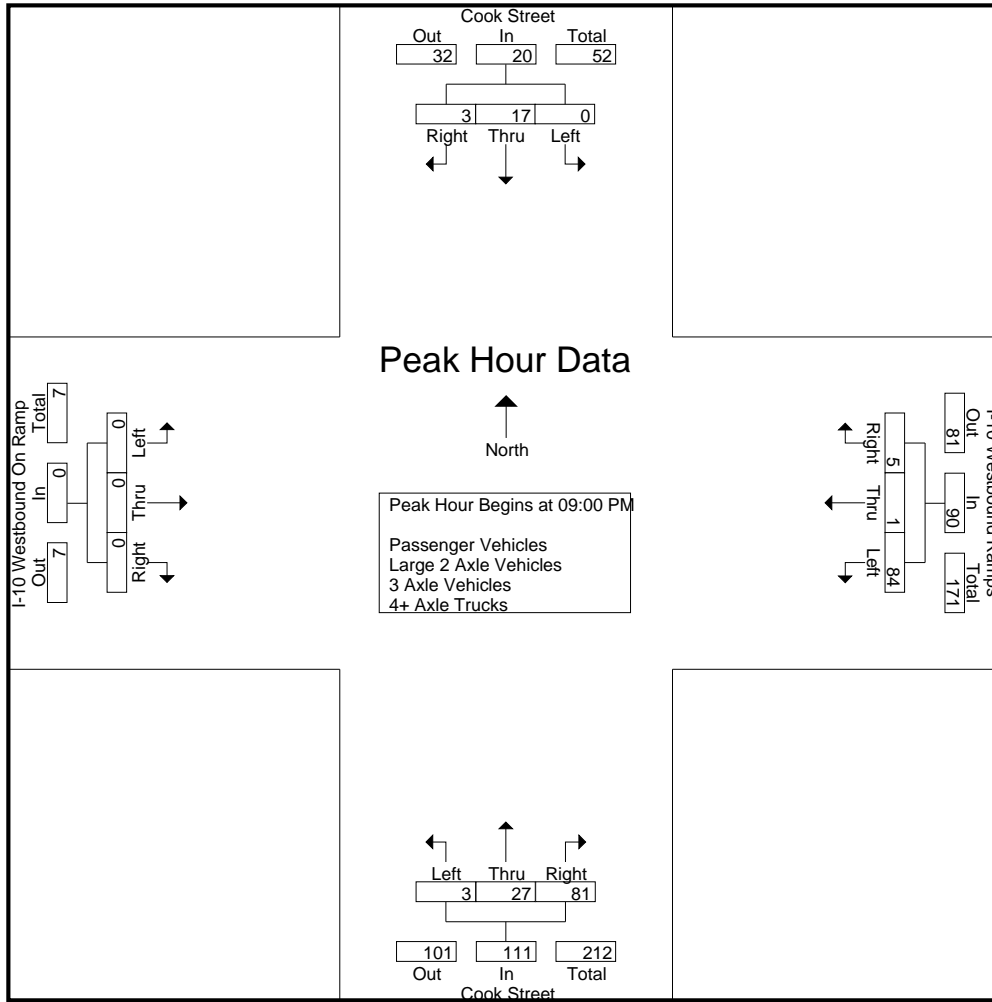 Cook Street
Out In Total
32 20 52
3 17 0
Right Thru Left
Peak Hour Data
North
Peak Hour Begins at 09:00 PM
Passenger Vehicles
Large 2 Axle Vehicles
3 Axle Vehicles
4+ Axle Trucks
I-10 Westbound On Ramp
Out In Total
7 0 7
0 0 0
Left Thru Right
I-10 Westbound Ramps
Out In Total
81 90 171
5 1 84
Right Thru Left
Left Thru Right
3 27 81
101 111 212
Out In Total
Cook Street